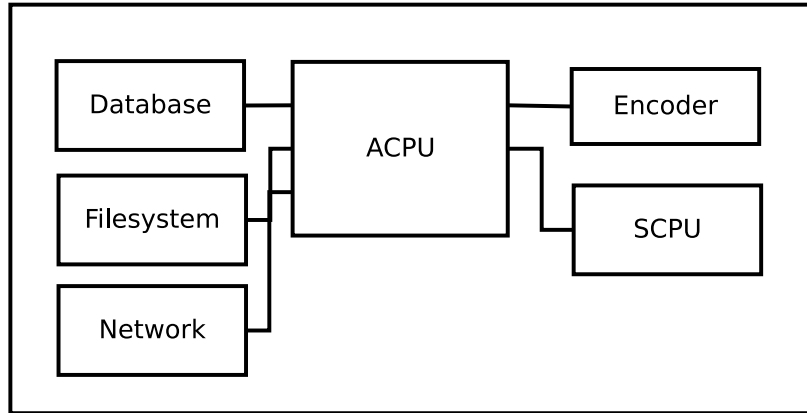 Database
ACPU
Encoder
Filesystem
SCPU
Network